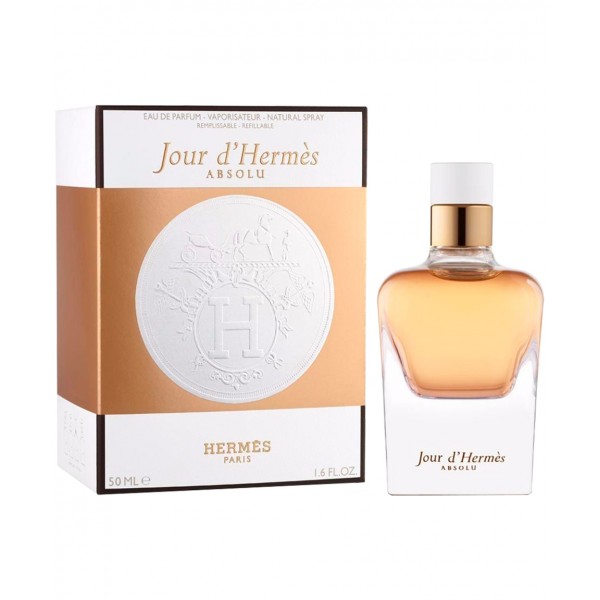 EAU DE PARFUM - VAPORISATEUR - NATURAL SPRAY
REMPLISSABLE - REFILLABLE
Jour d'Hermès
ABSOLU
H
HERMÈS
PARIS
50 ML ℮
1.6 FL.OZ.
Jour d'Hermès
ABSOLU